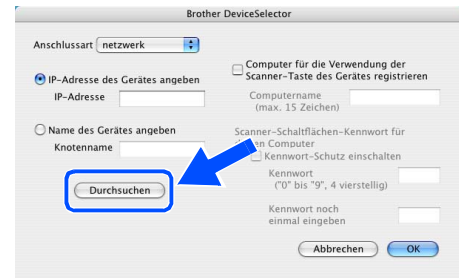 Brother DeviceSelector
Anschlussart netzwerk
IP-Adresse des Gerätes angeben
IP-Adresse
Name des Gerätes angeben
Knotenname
Durchsuchen
Computer für die Verwendung der
Scanner-Taste des Gerätes registrieren
Computername
(max. 15 Zeichen)
Scanner-Schaltflächen-Kennwort für
Computer
Kennwort-Schutz einschalten
Kennwort
("0" bis "9", 4 vierstellig)
Kennwort noch
einmal eingeben
Abbrechen
OK